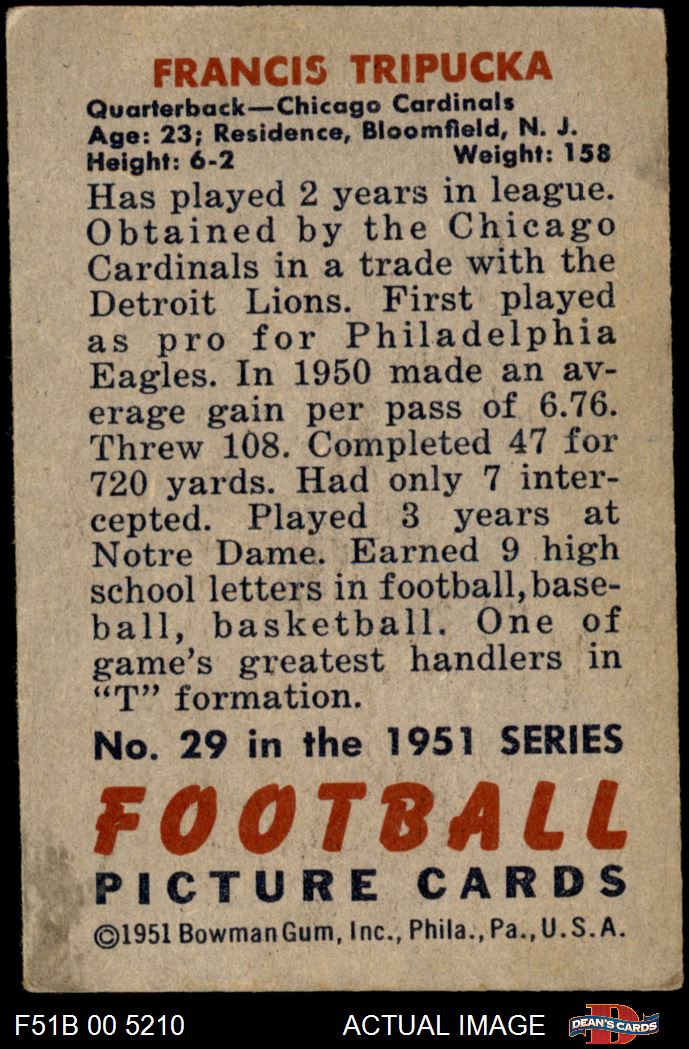 FRANCIS TRIPUCKA
Quarterback—Chicago Cardinals
Age: 23; Residence, Bloomfield, N. J.
Height: 6-2 Weight: 158
Has played 2 years in league.
Obtained by the Chicago
Cardinals in a trade with the
Detroit Lions. First played
as pro for Philadelphia
Eagles. In 1950 made an av-
erage gain per pass of 6.76.
Threw 108. Completed 47 for
720 yards. Had only 7 inter-
cepted. Played 3 years at
Notre Dame. Earned 9 high
school letters in football, base-
ball, basketball. One of
game's greatest handlers in
"T" formation.
No. 29 in the 1951 SERIES
FOOTBALL
PICTURE CARDS
©1951 Bowman Gum, Inc., Phila., Pa., U.S.A.
F51B 00 5210 ACTUAL IMAGE D DEAN'S CARDS